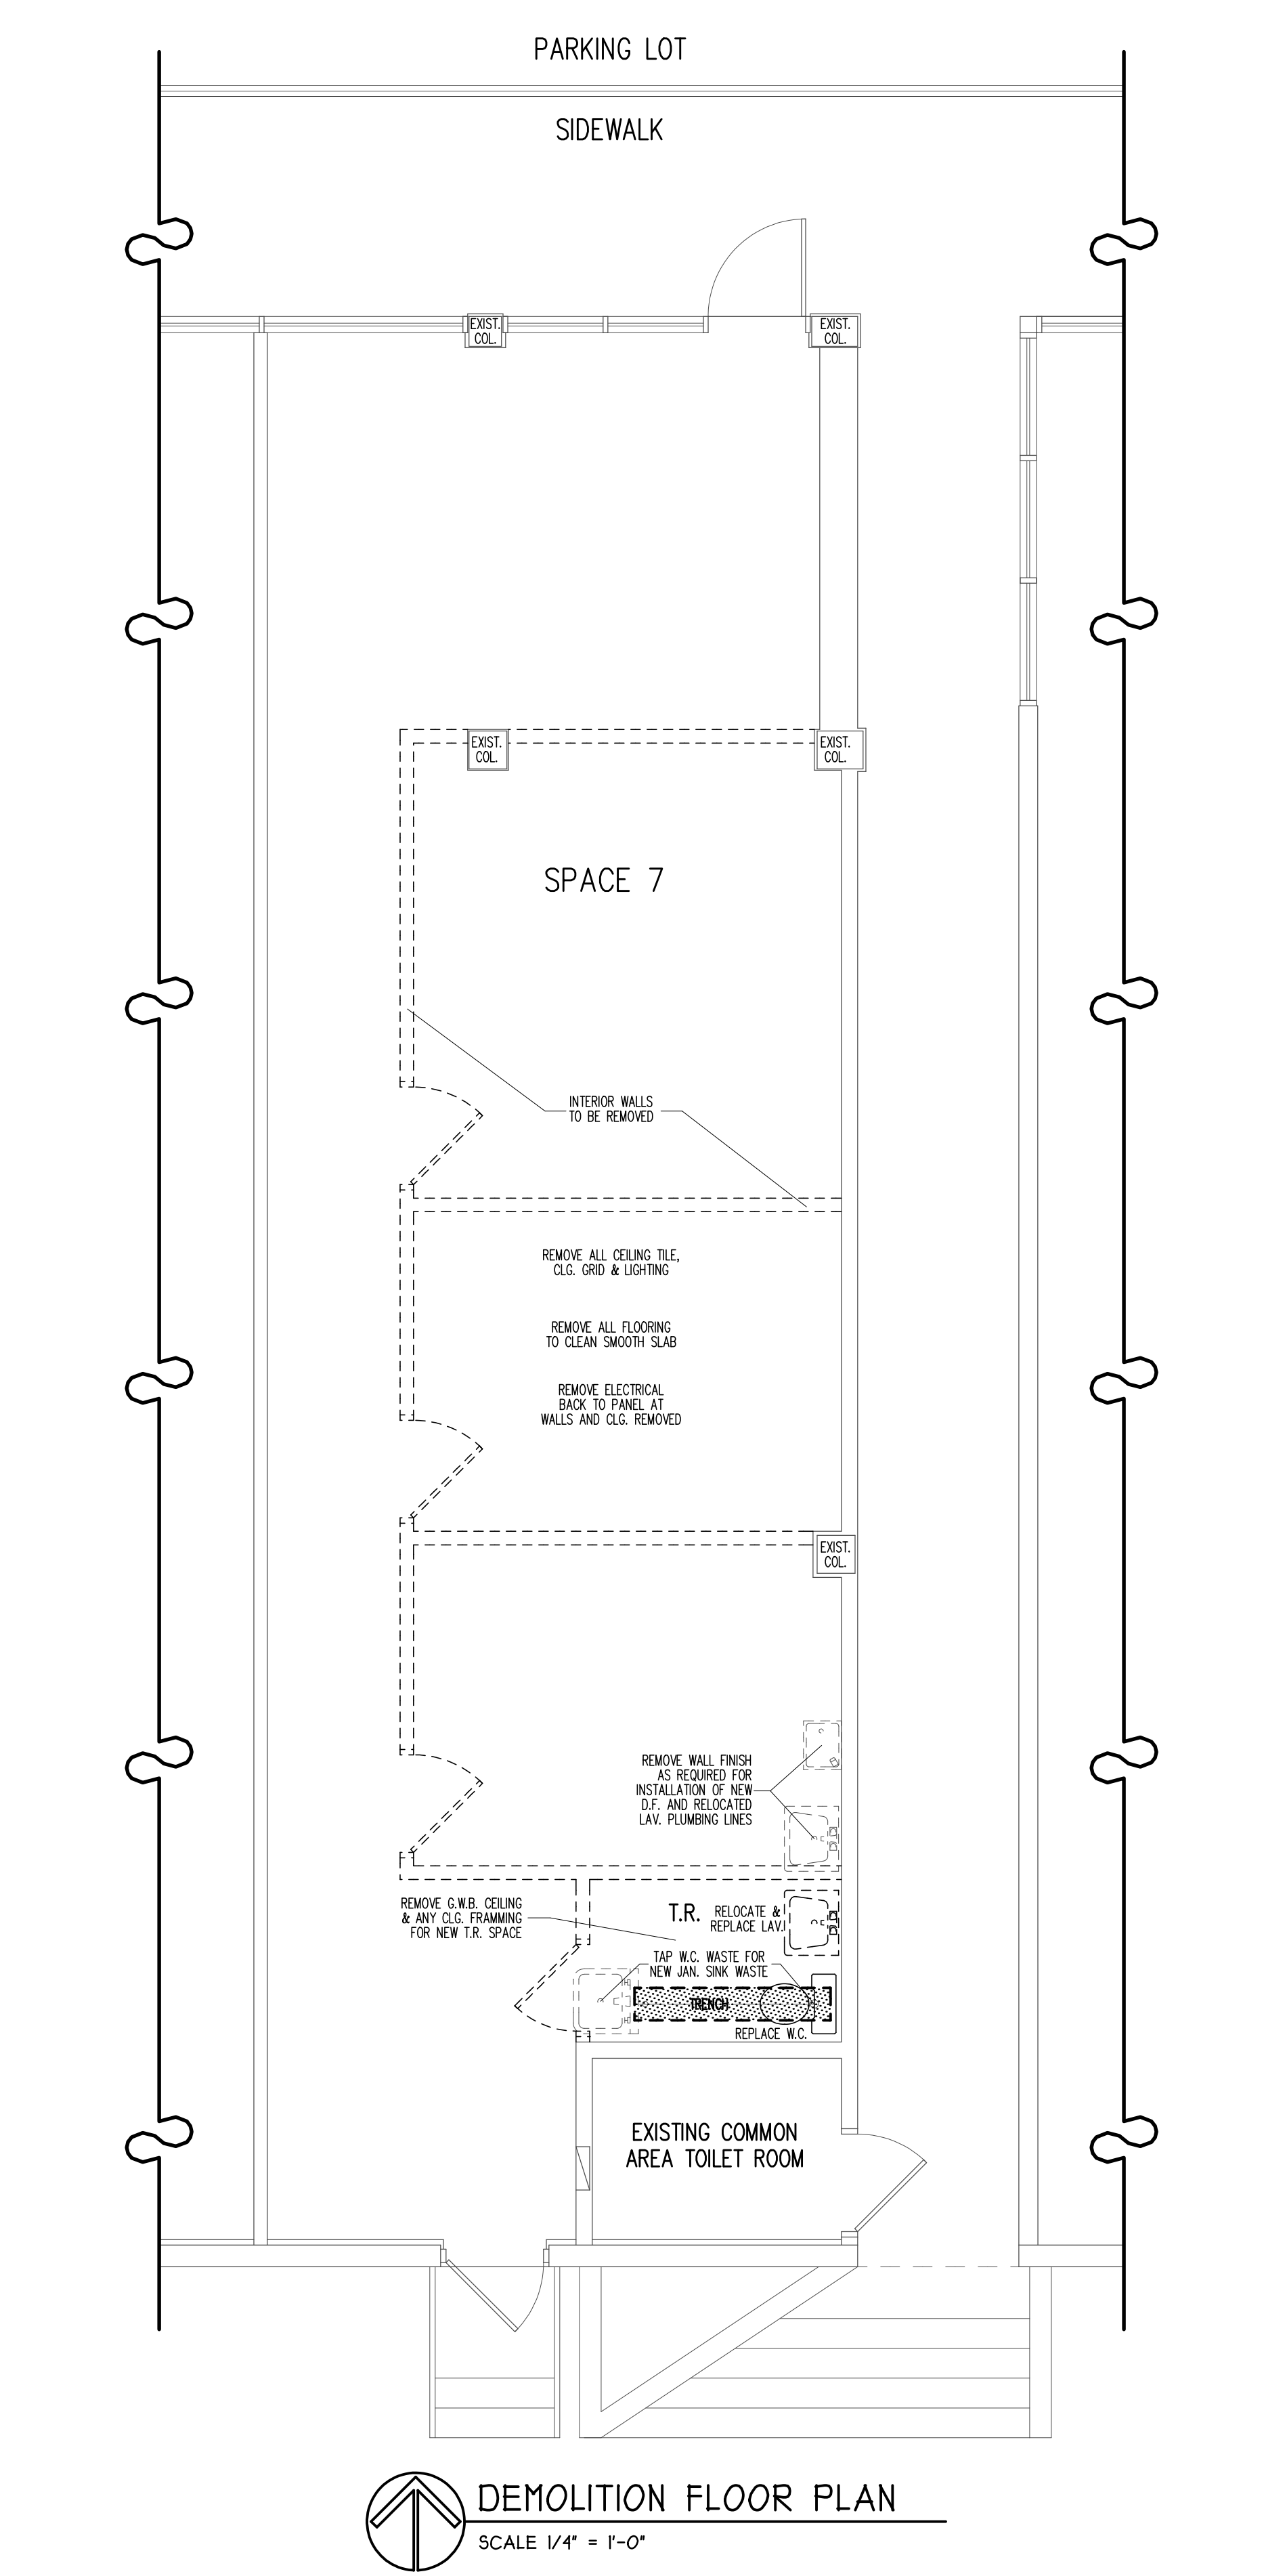 PARKING LOT
SIDEWALK
EXIST.
COL.
EXIST.
COL.
EXIST.
COL.
EXIST.
COL.
SPACE 7
INTERIOR WALLS
TO BE REMOVED
REMOVE ALL CEILING TILE,
CLG. GRID & LIGHTING
REMOVE ALL FLOORING
TO CLEAN SMOOTH SLAB
REMOVE ELECTRICAL
BACK TO PANEL AT
WALLS AND CLG. REMOVED
EXIST.
COL.
REMOVE WALL FINISH
AS REQUIRED FOR
INSTALLATION OF NEW
D.F. AND RELOCATED
LAV. PLUMBING LINES
REMOVE G.W.B. CEILING
& ANY CLG. FRAMMING
FOR NEW T.R. SPACE
T.R.
RELOCATE &
REPLACE LAV.
TAP W.C. WASTE FOR
NEW JAN. SINK WASTE
TRENCH
REPLACE W.C.
EXISTING COMMON
AREA TOILET ROOM
DEMOLITION FLOOR PLAN
SCALE 1/4" = 1'-0"